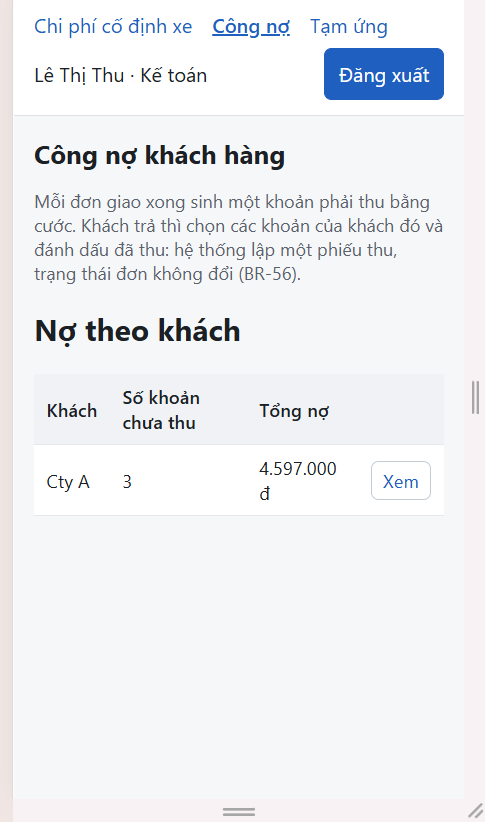 Chi phí cố định xe Công nợ Tạm ứng
Lê Thị Thu · Kế toán Đăng xuất
Công nợ khách hàng
Mỗi đơn giao xong sinh một khoản phải thu bằng
cước. Khách trả thì chọn các khoản của khách đó và
đánh dấu đã thu: hệ thống lập một phiếu thu,
trạng thái đơn không đổi (BR-56).
Nợ theo khách
Khách Số khoản chưa thu Tổng nợ
Cty A 3 4.597.000 đ Xem